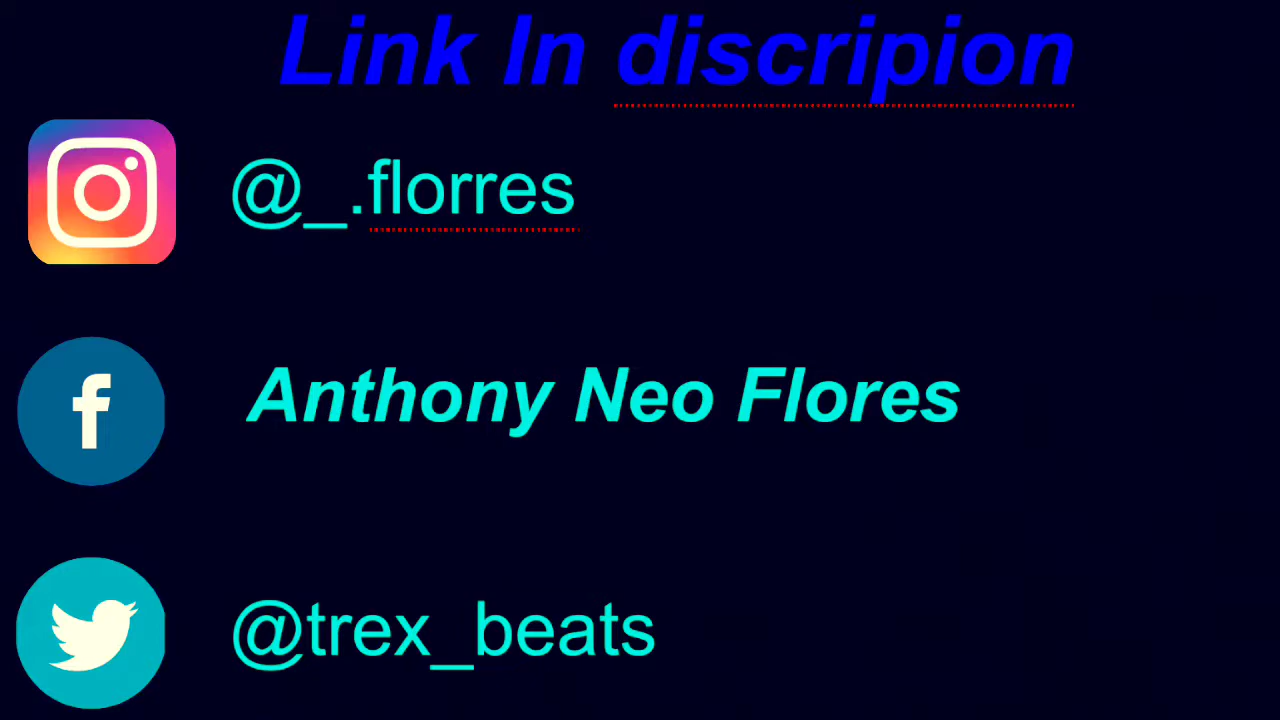 Link In discripion
@_.florres
Anthony Neo Flores
@trex_beats